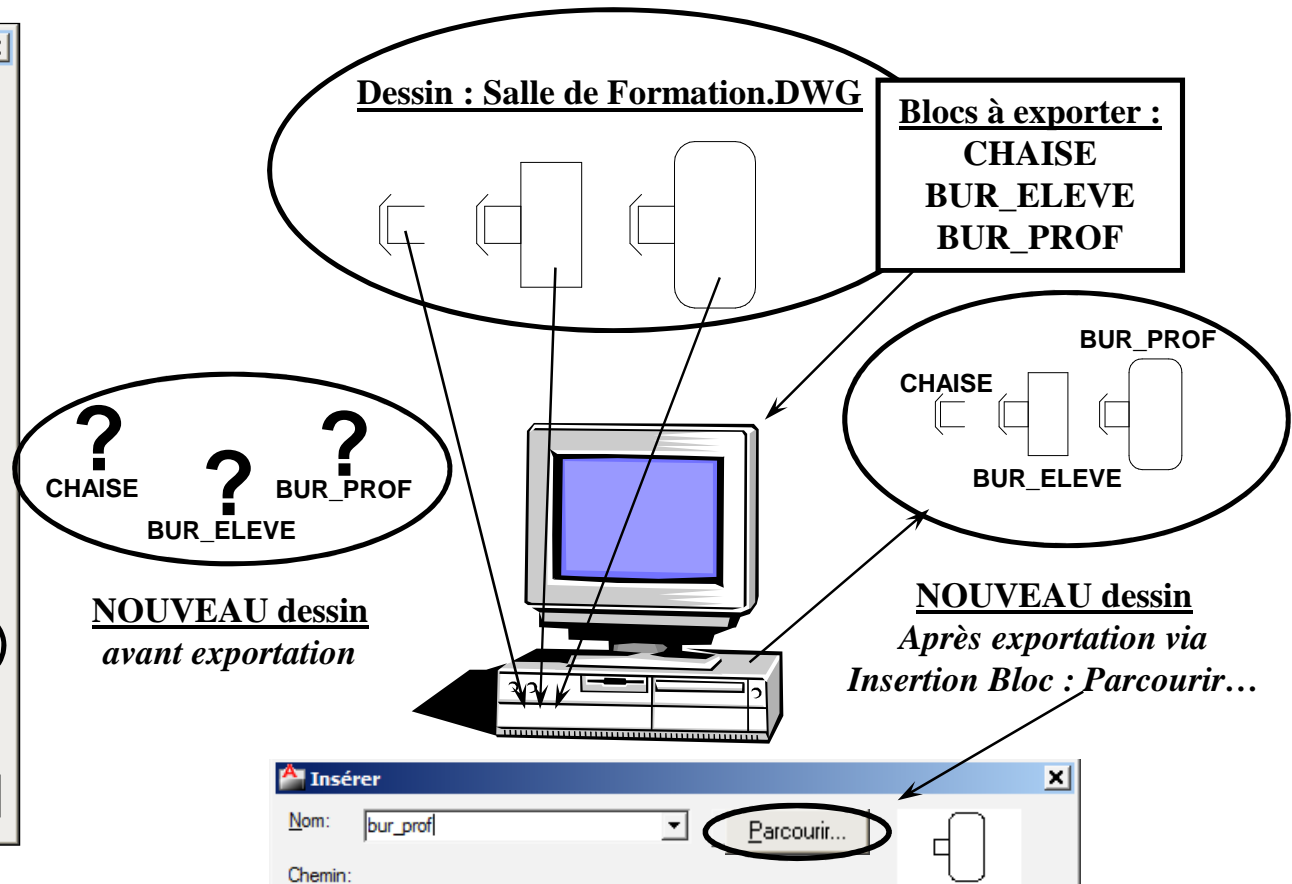 Dessin : Salle de Formation.DWG
Blocs à exporter :
CHAISE
BUR_ELEVE
BUR_PROF
BUR_PROF
CHAISE
BUR_ELEVE
CHAISE
BUR_PROF
BUR_ELEVE
NOUVEAU dessin
avant exportation
NOUVEAU dessin
Après exportation via
Insertion Bloc : Parcourir…
? ? ?
Insérer
Nom: bur_prof Parcourir...
Chemin: